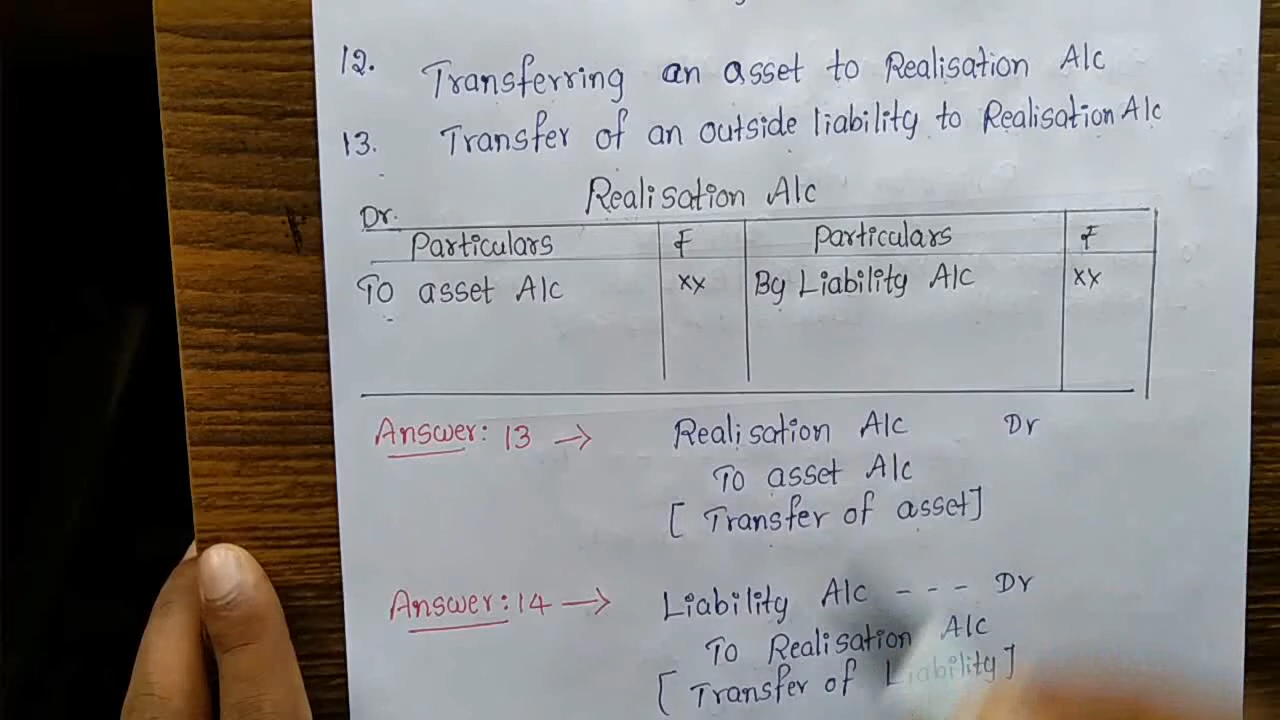 12. Transferring an asset to Realisation A/c
13. Transfer of an outside liability to Realisation A/c
Realisation A/c
Dr.
Particulars ₹ Particulars ₹
To asset A/c xx By Liability A/c xx
Answer: 13 → Realisation A/c Dr
To asset A/c
[ Transfer of asset]
Answer: 14 → Liability A/c --- Dr
To Realisation A/c
[ Transfer of Liability]